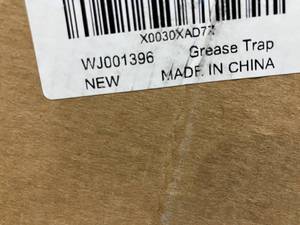 X0030XAD7X
WJ001396 Grease Trap
NEW MADE IN CHINA